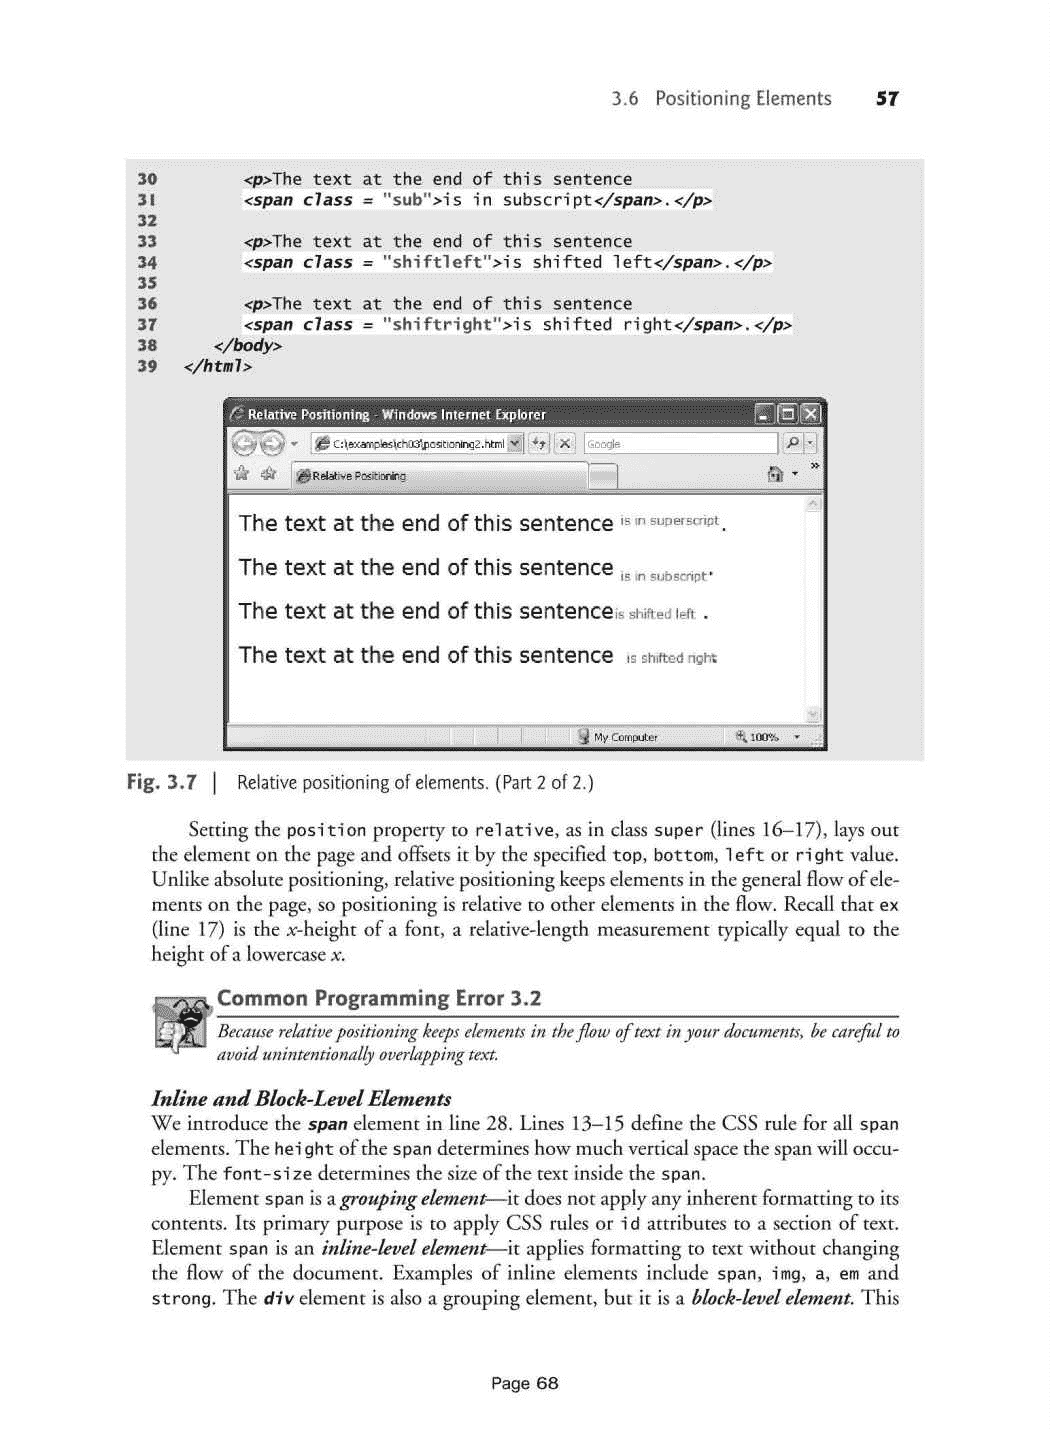 3.6 Positioning Elements 57
30 <p>The text at the end of this sentence
31 <span class = "sub">is in subscript</span>.</p>
32
33 <p>The text at the end of this sentence
34 <span class = "shiftleft">is shifted left</span>.</p>
35
36 <p>The text at the end of this sentence
37 <span class = "shiftright">is shifted right</span>.</p>
38 </body>
39 </html>
Relative Positioning - Windows Internet Explorer
C:\examples\ch03\positioning2.html Google
Relative Positioning »
The text at the end of this sentence is in superscript.
The text at the end of this sentence is in subscript.
The text at the end of this sentence is shifted left .
The text at the end of this sentence is shifted right
My Computer 100%
Fig. 3.7 | Relative positioning of elements. (Part 2 of 2.)
Setting the position property to relative, as in class super (lines 16–17), lays out
the element on the page and offsets it by the specified top, bottom, left or right value.
Unlike absolute positioning, relative positioning keeps elements in the general flow of ele-
ments on the page, so positioning is relative to other elements in the flow. Recall that ex
(line 17) is the x-height of a font, a relative-length measurement typically equal to the
height of a lowercase x.
Common Programming Error 3.2
Because relative positioning keeps elements in the flow of text in your documents, be careful to
avoid unintentionally overlapping text.
Inline and Block-Level Elements
We introduce the span element in line 28. Lines 13–15 define the CSS rule for all span
elements. The height of the span determines how much vertical space the span will occu-
py. The font-size determines the size of the text inside the span.
Element span is a grouping element—it does not apply any inherent formatting to its
contents. Its primary purpose is to apply CSS rules or id attributes to a section of text.
Element span is an inline-level element—it applies formatting to text without changing
the flow of the document. Examples of inline elements include span, img, a, em and
strong. The div element is also a grouping element, but it is a block-level element. This
Page 68